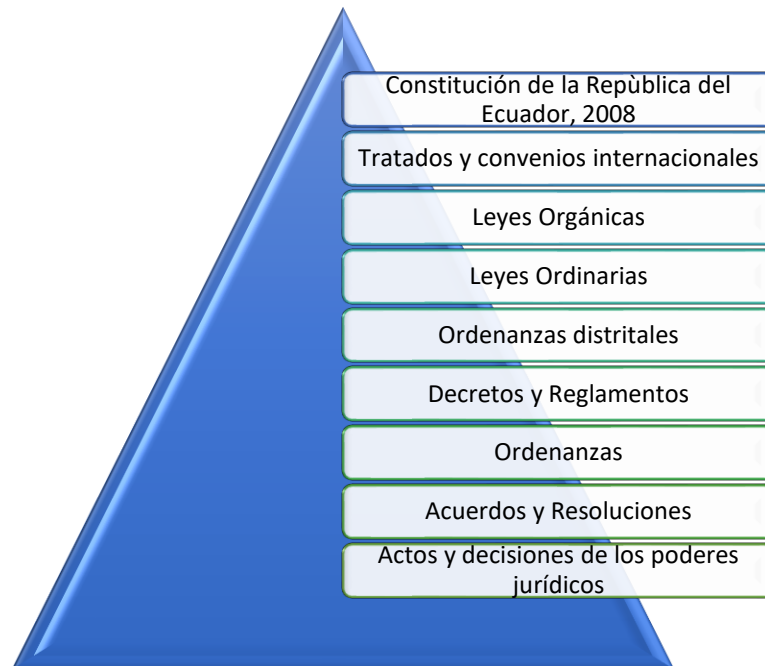 Constitución de la Repùblica del
Ecuador, 2008
Tratados y convenios internacionales
Leyes Orgánicas
Leyes Ordinarias
Ordenanzas distritales
Decretos y Reglamentos
Ordenanzas
Acuerdos y Resoluciones
Actos y decisiones de los poderes
jurídicos